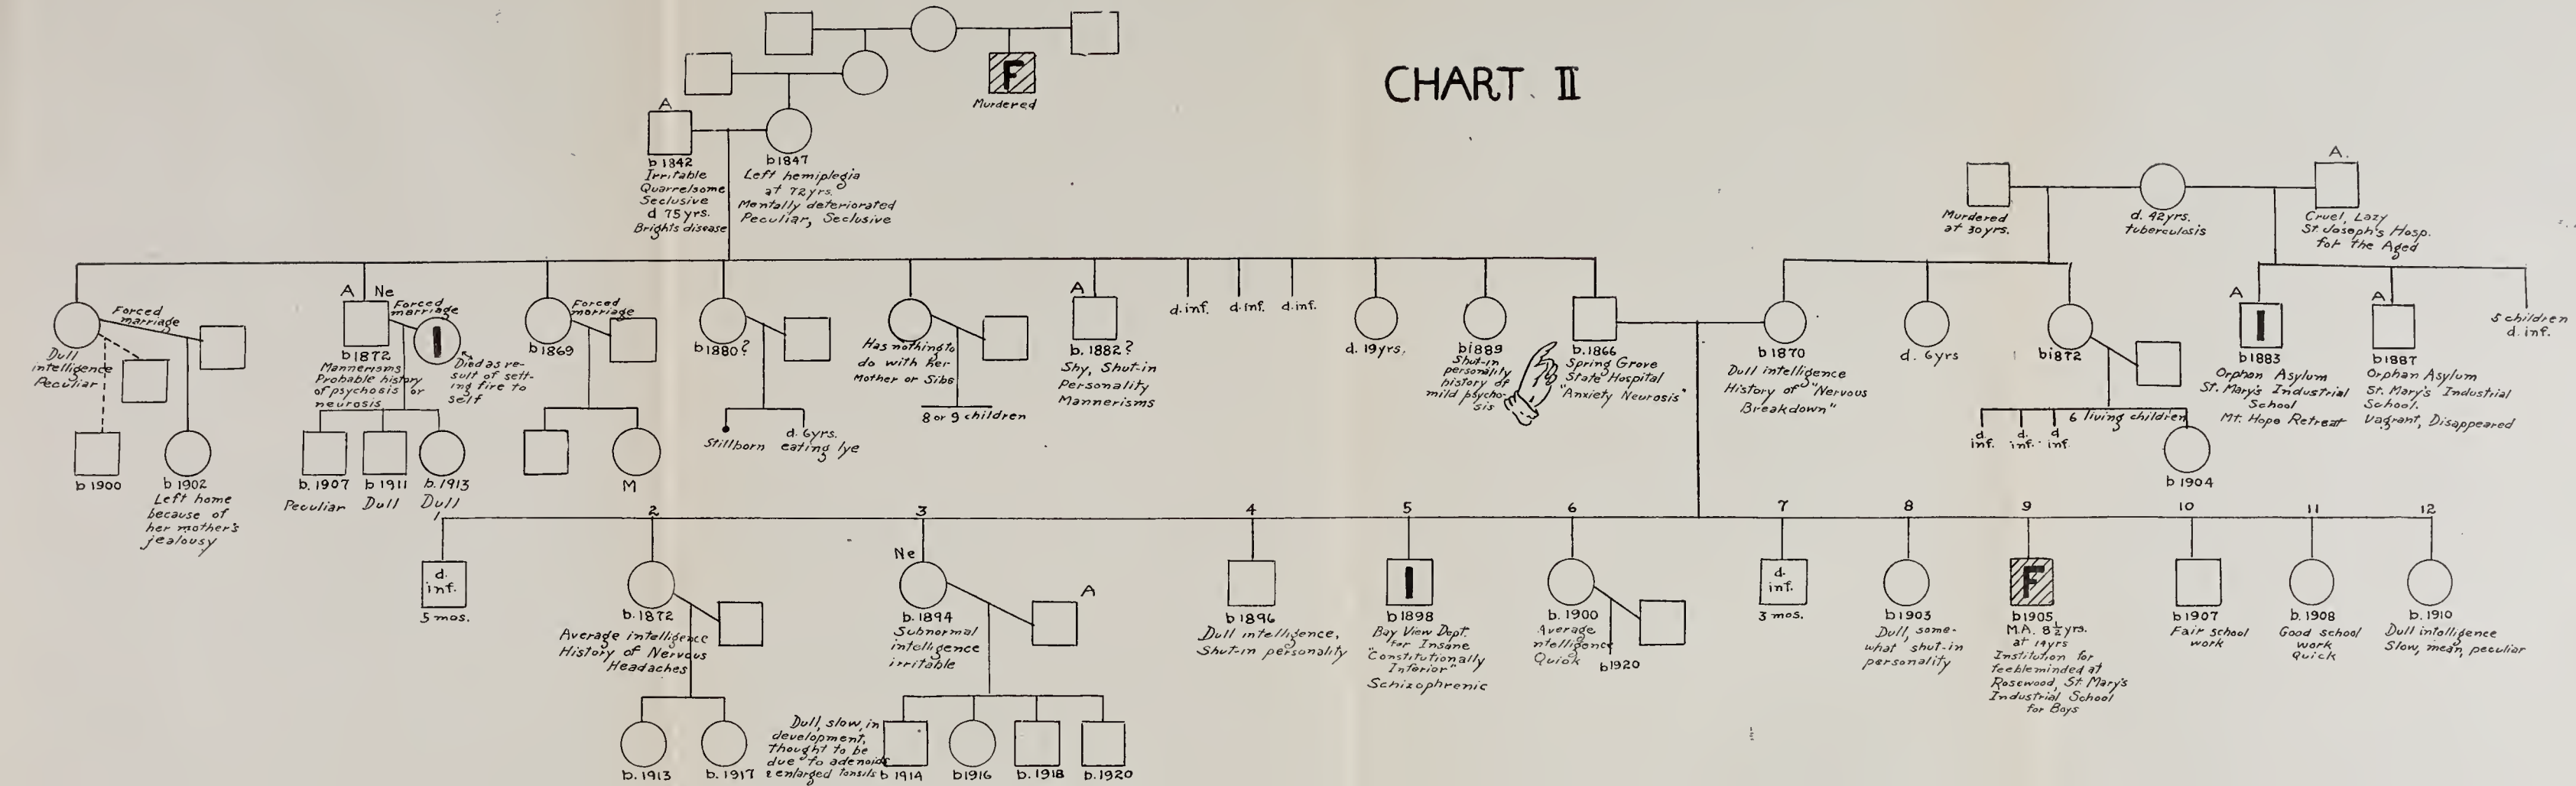 CHART II
F
Murdered
A
b 1842
Irritable
Quarrelsome
Seclusive
d 75 yrs.
Brights disease
b 1847
Left hemiplegia
at 72 yrs.
Mentally deteriorated
Peculiar, Seclusive
Murdered
at 30 yrs.
d. 42 yrs.
tuberculosis
A.
Cruel, Lazy
St. Joseph's Hosp.
for the Aged
Forced
marriage
Dull
intelligence
Peculiar
A Ne
Forced
marriage
b 1872
Mannerisms
Probable history
of psychosis or
neurosis
I
Died as re-
sult of sett-
ing fire to
self
Forced
marriage
b 1869
b 1880?
Has nothing to
do with her
Mother or Sibs
8 or 9 children
A
b. 1882?
Shy, Shut-in
Personality
Mannerisms
d. inf.
d. inf.
d. inf.
d. 19 yrs.
b 1889
Shut-in
personality
history of
mild psycho-
sis
b. 1866
Spring Grove
State Hospital
"Anxiety Neurosis"
b 1870
Dull intelligence
History of "Nervous
Breakdown"
d. 6 yrs
b 1872
6 living children
d.
inf.
d.
inf.
d
inf.
b 1904
A
I
b 1883
Orphan Asylum
St. Mary's Industrial
School
Mt. Hope Retreat
A
b 1887
Orphan Asylum
St. Mary's Industrial
School.
Vagrant, Disappeared
5 children
d. inf.
b 1900
b 1902
Left home
because of
her mother's
jealousy
b. 1907
Peculiar
b 1911
Dull
b. 1913
Dull
M
Stillborn
d. 6 yrs.
eating lye
1
2
3
4
5
6
7
8
9
10
11
12
d.
inf.
5 mos.
b. 1872
Average intelligence
History of Nervous
Headaches
Ne
b. 1894
Subnormal
intelligence
irritable
A
b 1896
Dull intelligence,
Shut-in personality
I
b 1898
Bay View Dept.
for Insane
"Constitutionally
Inferior"
Schizophrenic
b. 1900
Average
ntelligence
Quick
b 1920
d.
inf.
3 mos.
b 1903
Dull, some-
what shut-in
personality
F
b 1905
M.A. 8½ yrs.
at 14 yrs
Institution for
feebleminded at
Rosewood, St. Mary's
Industrial School
for Boys
b 1907
Fair school
work
b. 1908
Good school
work
Quick
b. 1910
Dull intelligence
Slow, mean, peculiar
b. 1913
b. 1917
Dull, slow, in
development,
thought to be
due to adenoids
& enlarged tonsils
b 1914
b 1916
b. 1918
b. 1920